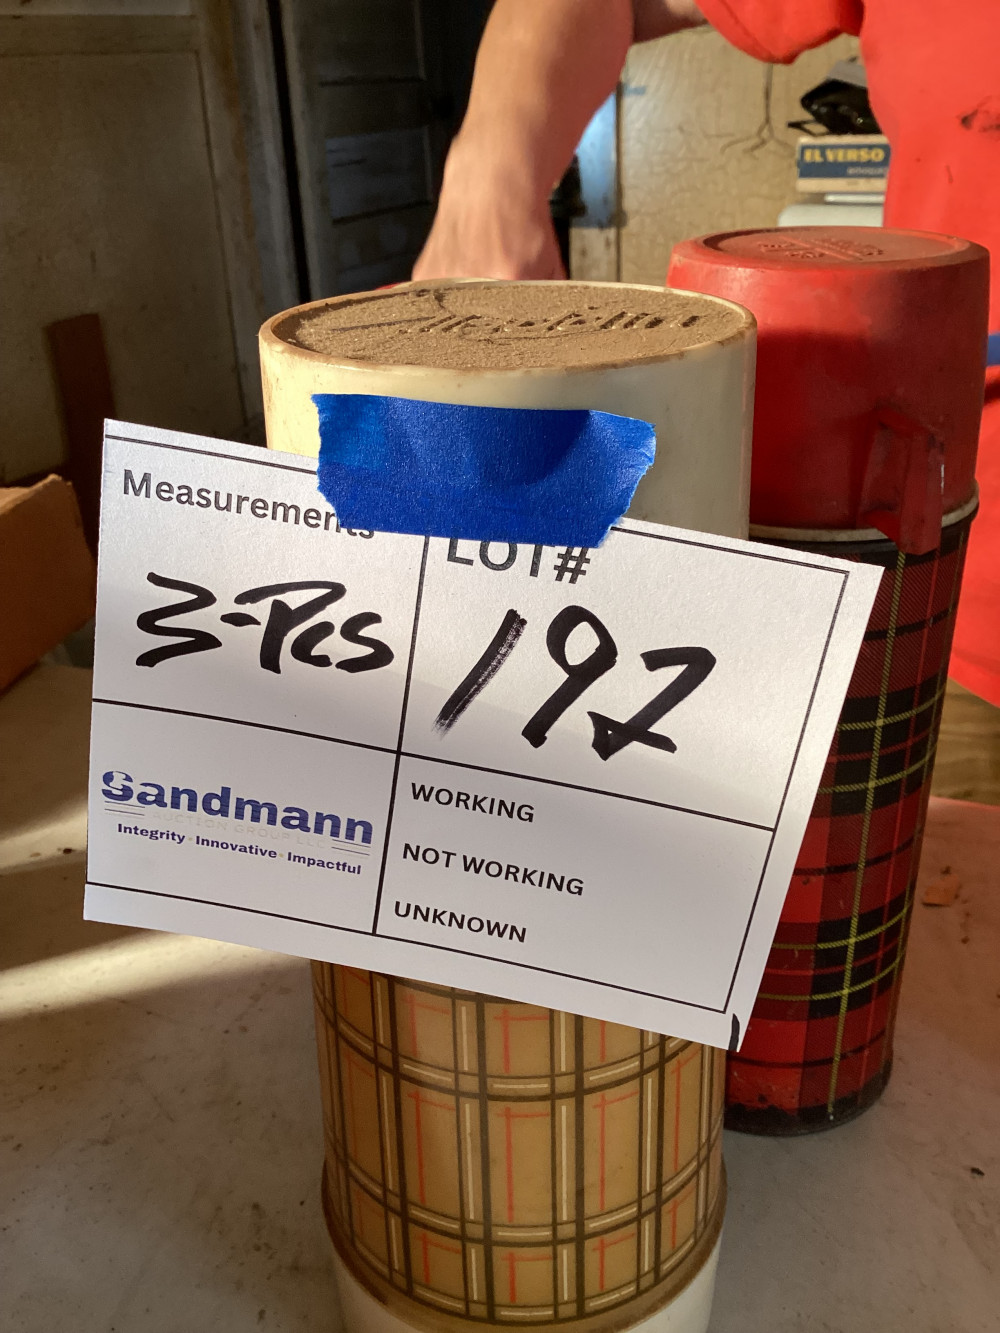 EL VERSO
Measurements
LOT#
3-Pcs
192
Sandmann
AUCTION GROUP LLC
Integrity · Innovative · Impactful
WORKING
NOT WORKING
UNKNOWN